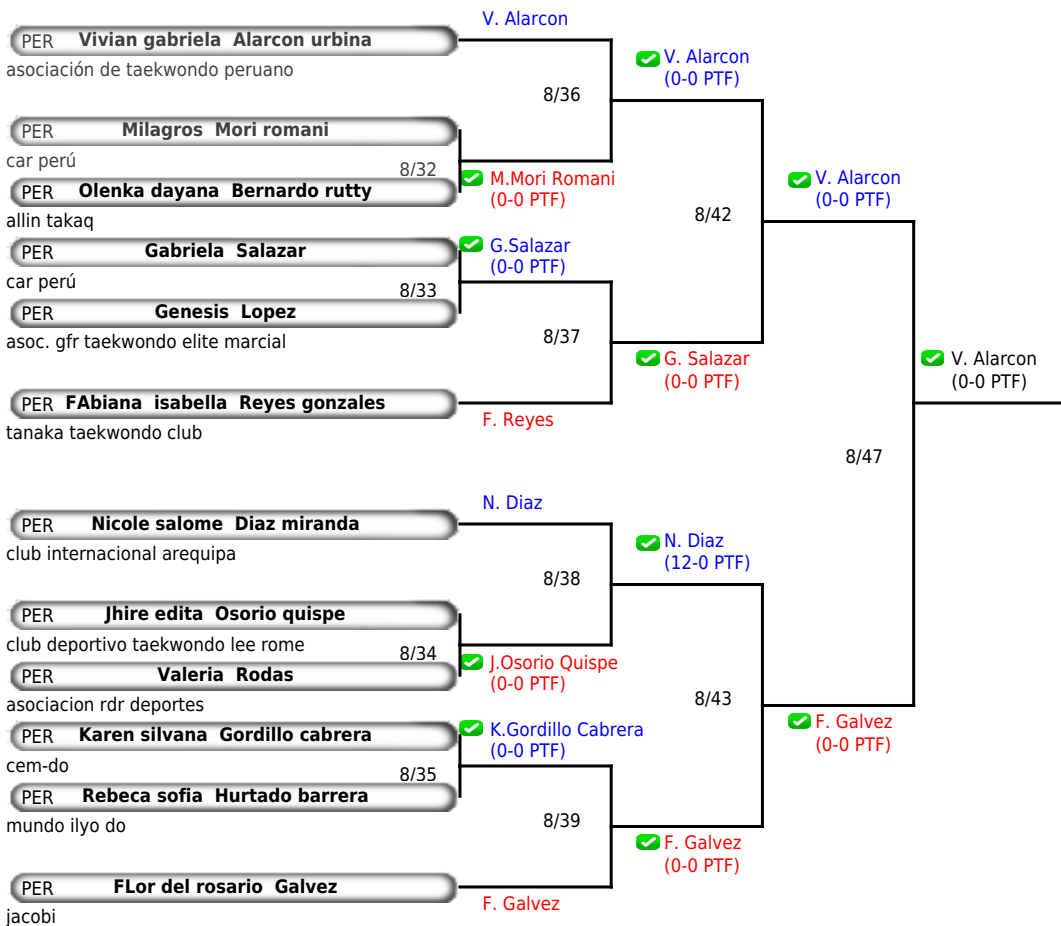 V. Alarcon
PER Vivian gabriela Alarcon urbina
asociación de taekwondo peruano
V. Alarcon
(0-0 PTF)
8/36
PER Milagros Mori romani
car perú
8/32
M.Mori Romani
(0-0 PTF)
PER Olenka dayana Bernardo rutty
allin takaq
V. Alarcon
(0-0 PTF)
8/42
PER Gabriela Salazar
car perú
G.Salazar
(0-0 PTF)
8/33
PER Genesis Lopez
asoc. gfr taekwondo elite marcial
8/37
G. Salazar
(0-0 PTF)
V. Alarcon
(0-0 PTF)
PER FAbiana isabella Reyes gonzales
tanaka taekwondo club
F. Reyes
8/47
N. Diaz
PER Nicole salome Diaz miranda
club internacional arequipa
N. Diaz
(12-0 PTF)
8/38
PER Jhire edita Osorio quispe
club deportivo taekwondo lee rome
8/34
J.Osorio Quispe
(0-0 PTF)
PER Valeria Rodas
asociacion rdr deportes
8/43
PER Karen silvana Gordillo cabrera
cem-do
K.Gordillo Cabrera
(0-0 PTF)
F. Galvez
(0-0 PTF)
8/35
PER Rebeca sofia Hurtado barrera
mundo ilyo do
8/39
F. Galvez
(0-0 PTF)
PER FLor del rosario Galvez
jacobi
F. Galvez